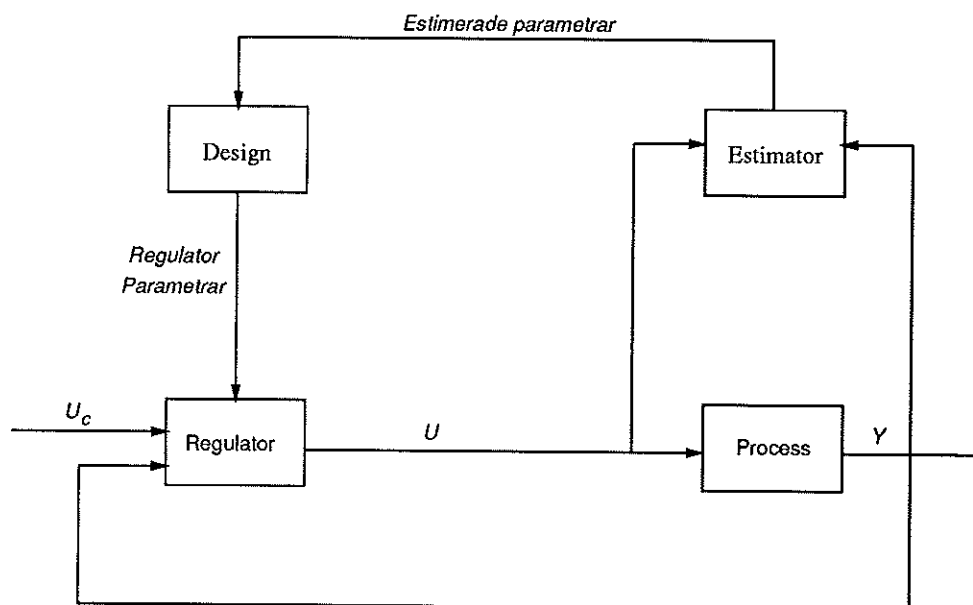 Estimerade parametrar
Design
Estimator
Regulator
Parametrar
U_c
Regulator
U
Process
Y